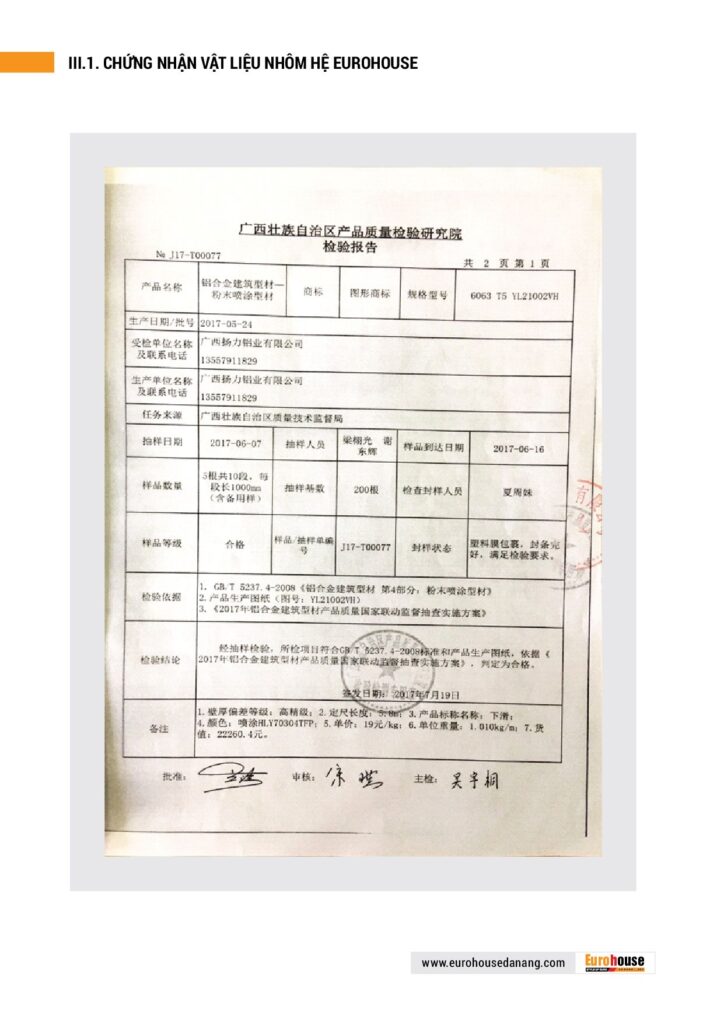 III.1. CHỨNG NHẬN VẬT LIỆU NHÔM HỆ EUROHOUSE
广西壮族自治区产品质量检验研究院
检验报告
№ J17-T00077
共 2 页 第 1 页
产品名称 铝合金建筑型材— 商标 图形商标 规格型号 6063 T5 YL21002VH
粉末喷涂型材
生产日期/批号 2017-05-24
受检单位名称 广西扬力铝业有限公司
及联系电话 13557911829
生产单位名称 广西扬力铝业有限公司
及联系电话 13557911829
任务来源 广西壮族自治区质量技术监督局
抽样日期 2017-06-07 抽样人员 梁栩光 谢 样品到达日期 2017-06-16
东辉
样品数量 5根共10段,每 抽样基数 200根 检查封样人员 夏周妹
段长1000mm
(含备用样)
样品等级 合格 样品/抽样单编 J17-T00077 封样状态 塑料膜包裹,封条完
号 好,满足检验要求。
检验依据
1. GB/T 5237.4-2008《铝合金建筑型材 第4部分:粉末喷涂型材》
2.产品生产图纸(图号:YL21002VH)
3.《2017年铝合金建筑型材产品质量国家联动监督抽查实施方案》
检验结论
经抽样检验,所检项目符合GB/T 5237.4-2008标准和产品生产图纸,依据《
2017年铝合金建筑型材产品质量国家联动监督抽查实施方案》,判定为合格。
签发日期:2017年7月19日
备注
1.壁厚偏差等级:高精级;2.定尺长度:5.8m;3.产品标称名称:下滑;
4.颜色:喷涂HLY70304TFP;5.单价:19元/kg;6.单位重量:1.010kg/m;7.货
值:22260.4元。
批准: 审核: 主检: 吴宇桐
www.eurohousedanang.com
Eurohouse